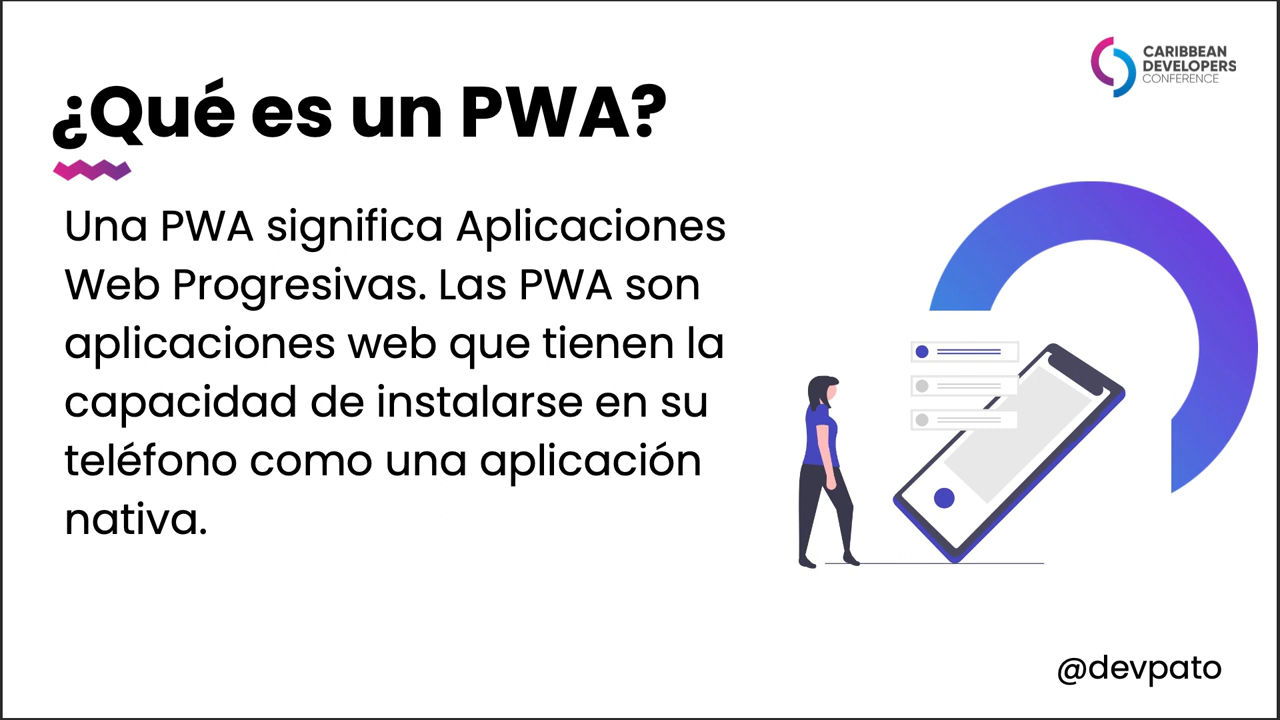 CARIBBEAN
DEVELOPERS
CONFERENCE
¿Qué es un PWA?
Una PWA significa Aplicaciones
Web Progresivas. Las PWA son
aplicaciones web que tienen la
capacidad de instalarse en su
teléfono como una aplicación
nativa.
@devpato